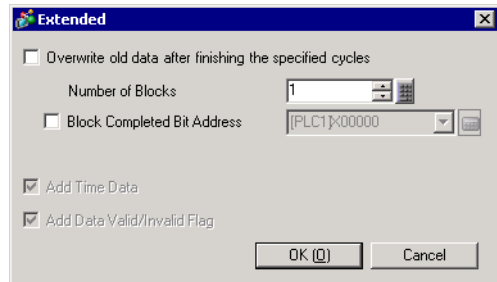 Extended
Overwrite old data after finishing the specified cycles
Number of Blocks 1
Block Completed Bit Address [PLC1]X00000
Add Time Data
Add Data Valid/Invalid Flag
OK (O) Cancel